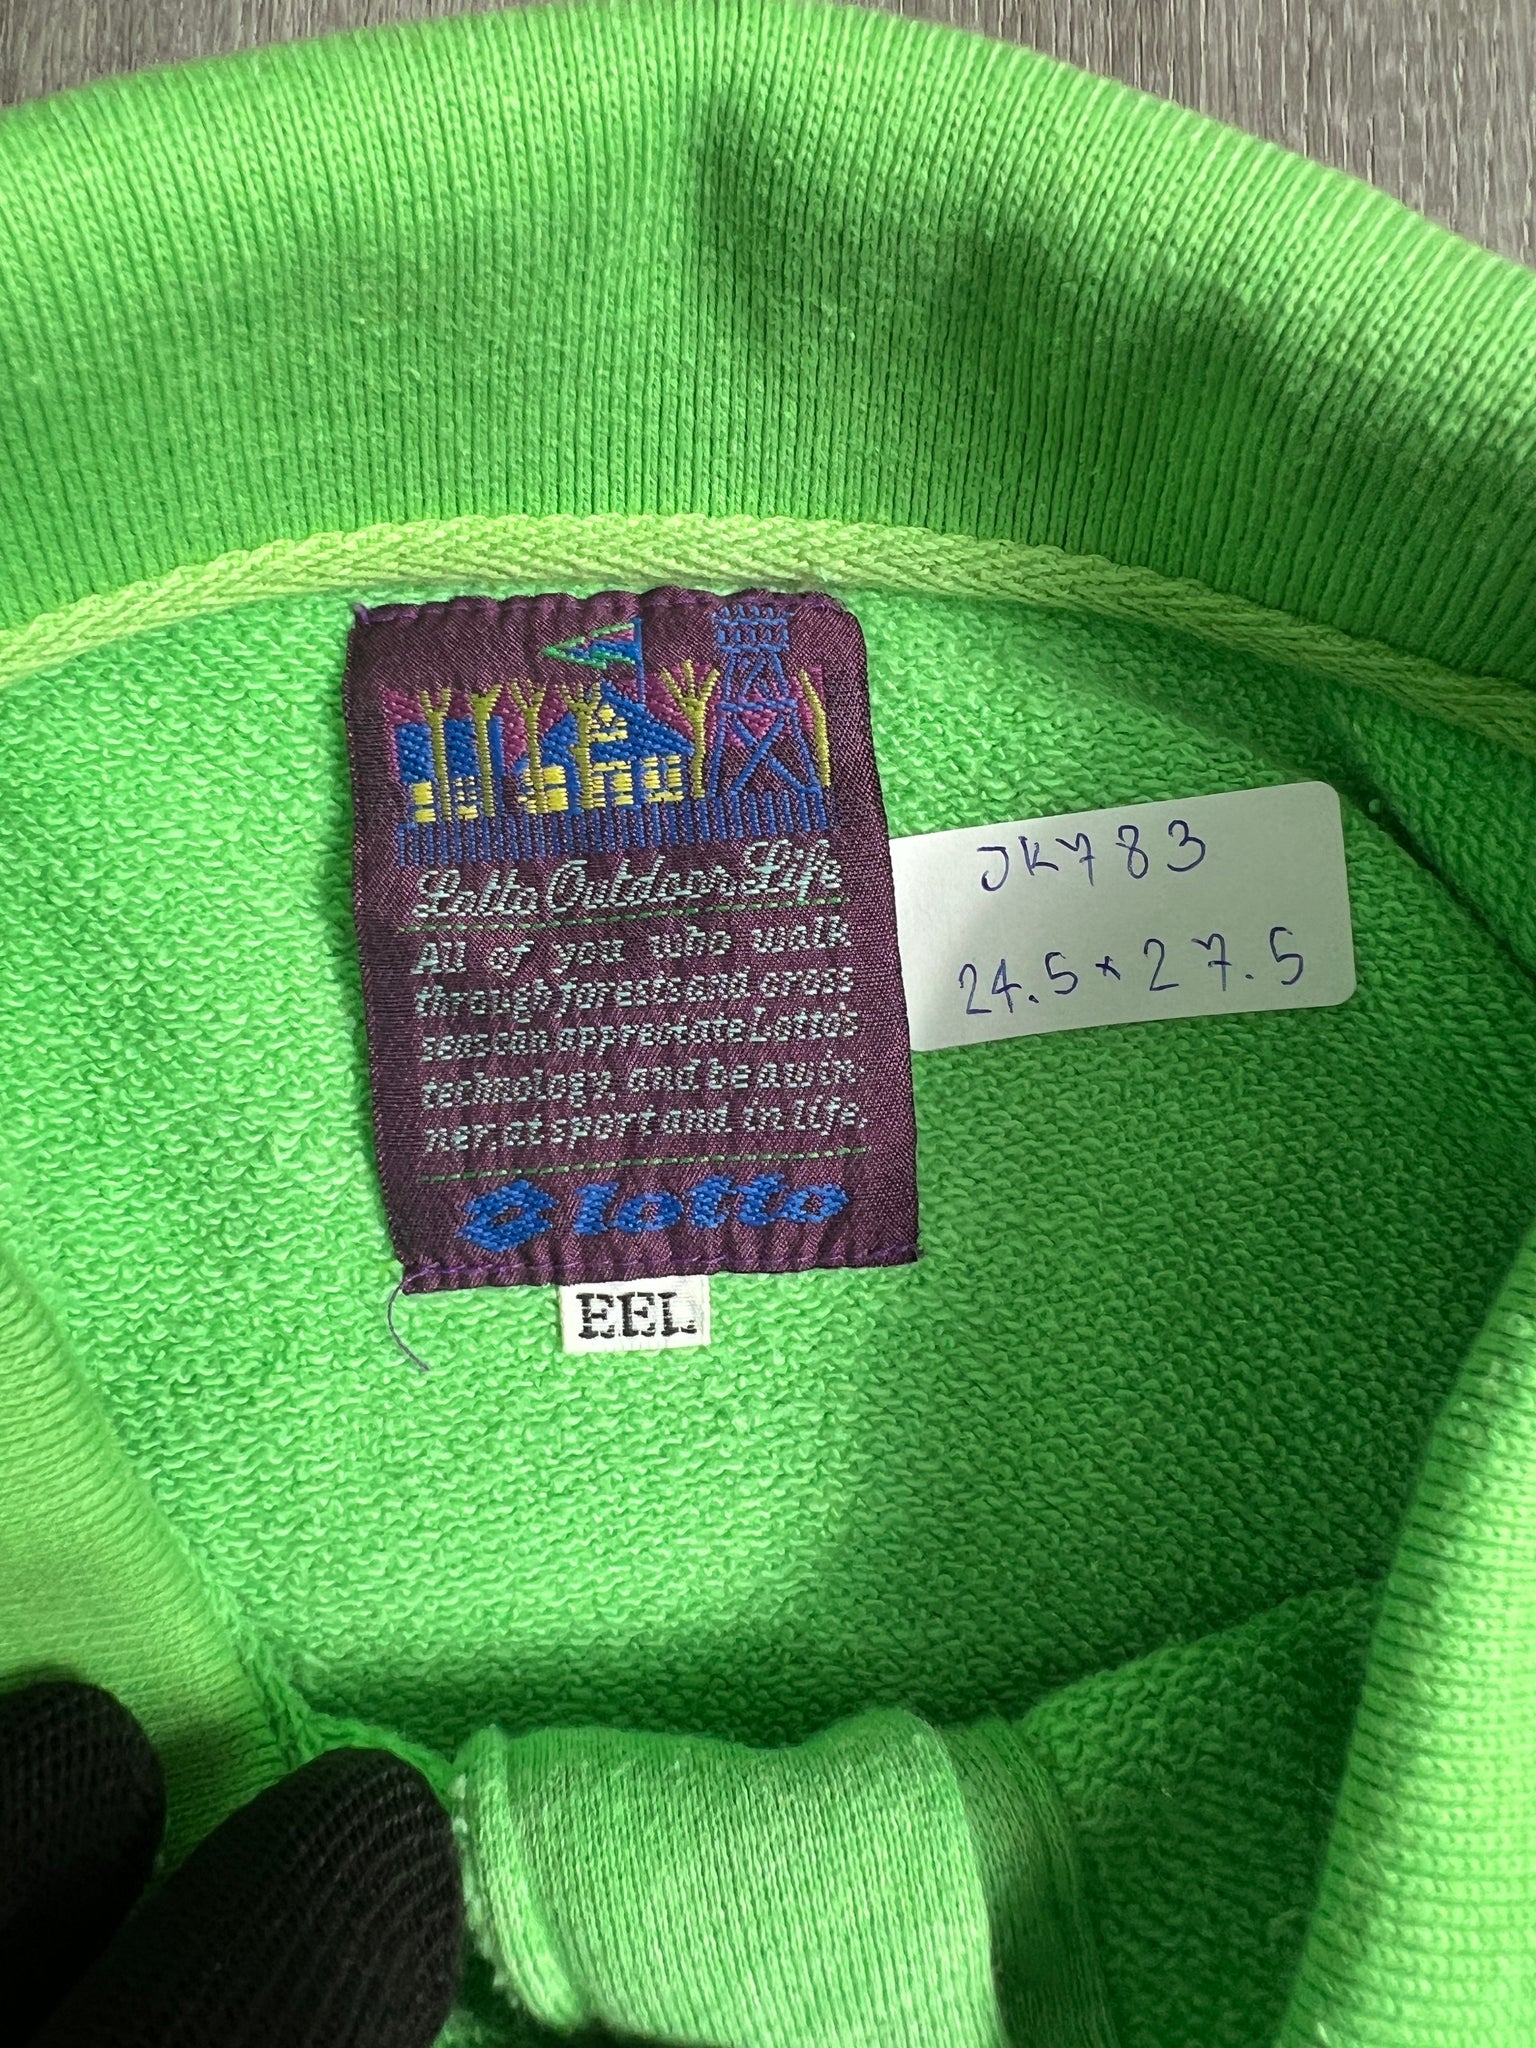 Lotto Outdoor Life
All of you who walk
through forests and cross
seas can appreciate Lotto's
technology, and be a win-
ner, at sport and in life.
lotto
EEL
JK783
24.5 * 27.5